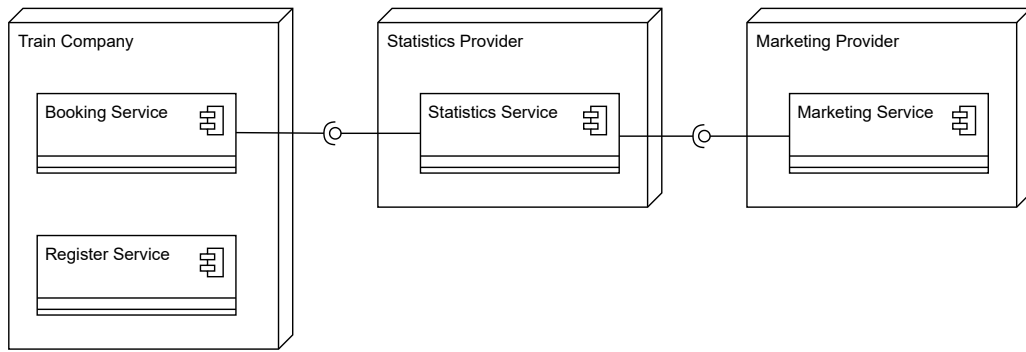 Train Company
Statistics Provider
Marketing Provider
Booking Service
Statistics Service
Marketing Service
Register Service